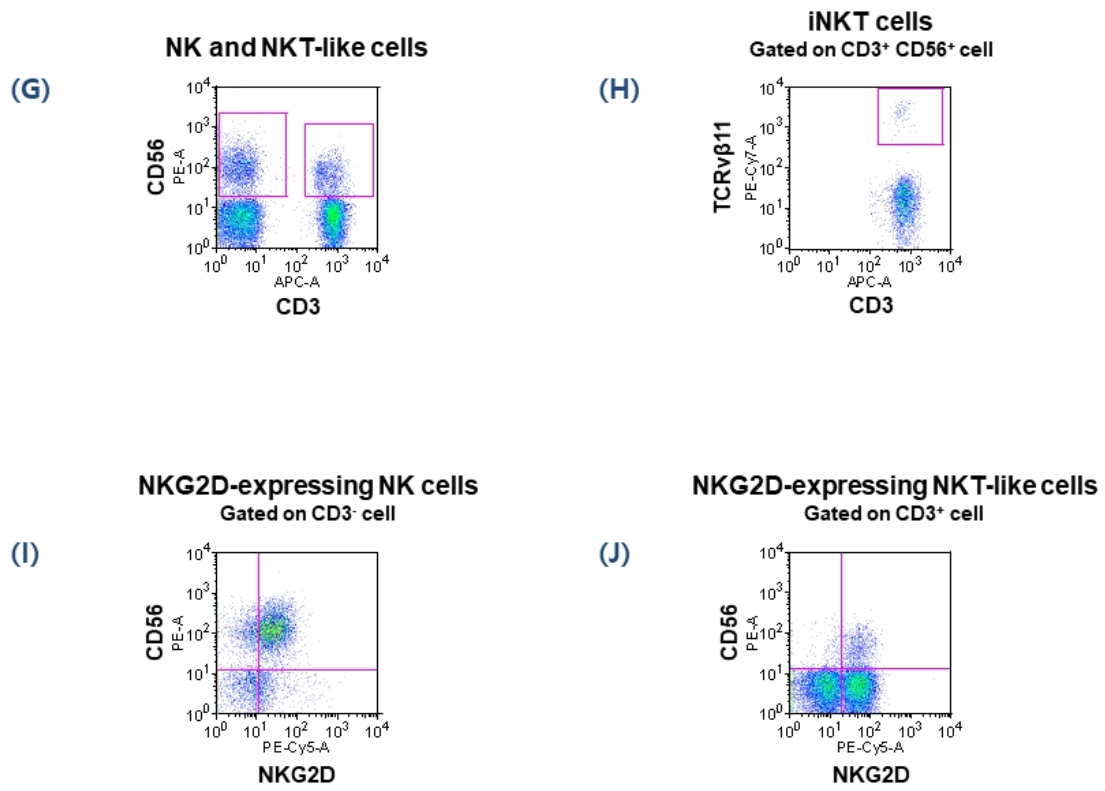 (G)
NK and NKT-like cells
10⁴
10³
10²
10¹
10⁰
CD56
PE-A
10⁰ 10¹ 10² 10³ 10⁴
APC-A
CD3
(H)
iNKT cells
Gated on CD3⁺ CD56⁺ cell
10⁴
10³
10²
10¹
10⁰
TCRvβ11
PE-Cy7-A
10⁰ 10¹ 10² 10³ 10⁴
APC-A
CD3
(I)
NKG2D-expressing NK cells
Gated on CD3⁻ cell
10⁴
10³
10²
10¹
10⁰
CD56
PE-A
10⁰ 10¹ 10² 10³ 10⁴
PE-Cy5-A
NKG2D
(J)
NKG2D-expressing NKT-like cells
Gated on CD3⁺ cell
10⁴
10³
10²
10¹
10⁰
CD56
PE-A
10⁰ 10¹ 10² 10³ 10⁴
PE-Cy5-A
NKG2D